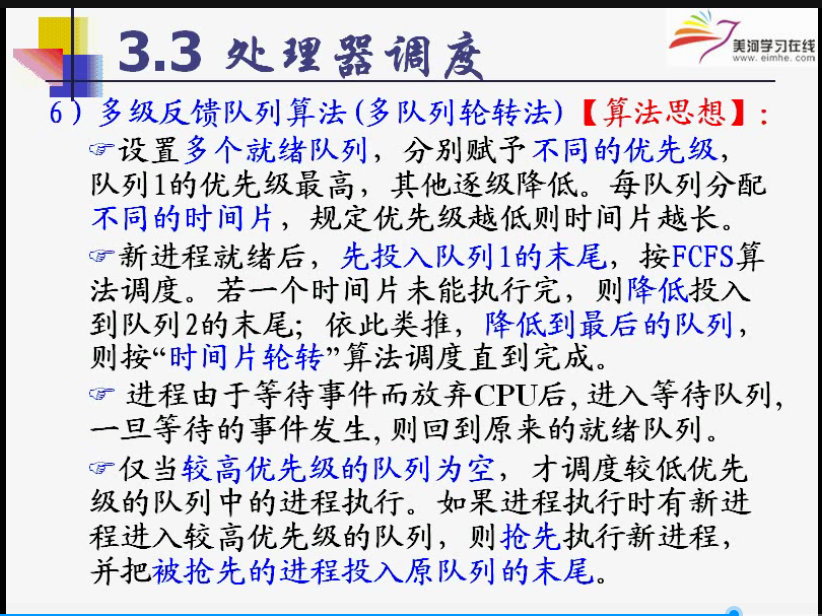 3.3 处理器调度
美河学习在线
www.eimhe.com
6）多级反馈队列算法(多队列轮转法)【算法思想】:
☞设置多个就绪队列，分别赋予不同的优先级，
队列1的优先级最高，其他逐级降低。每队列分配
不同的时间片，规定优先级越低则时间片越长。
☞新进程就绪后，先投入队列1的末尾，按FCFS算
法调度。若一个时间片未能执行完，则降低投入
到队列2的末尾；依此类推，降低到最后的队列，
则按“时间片轮转”算法调度直到完成。
☞ 进程由于等待事件而放弃CPU后, 进入等待队列,
一旦等待的事件发生, 则回到原来的就绪队列。
☞仅当较高优先级的队列为空，才调度较低优先
级的队列中的进程执行。如果进程执行时有新进
程进入较高优先级的队列，则抢先执行新进程，
并把被抢先的进程投入原队列的末尾。